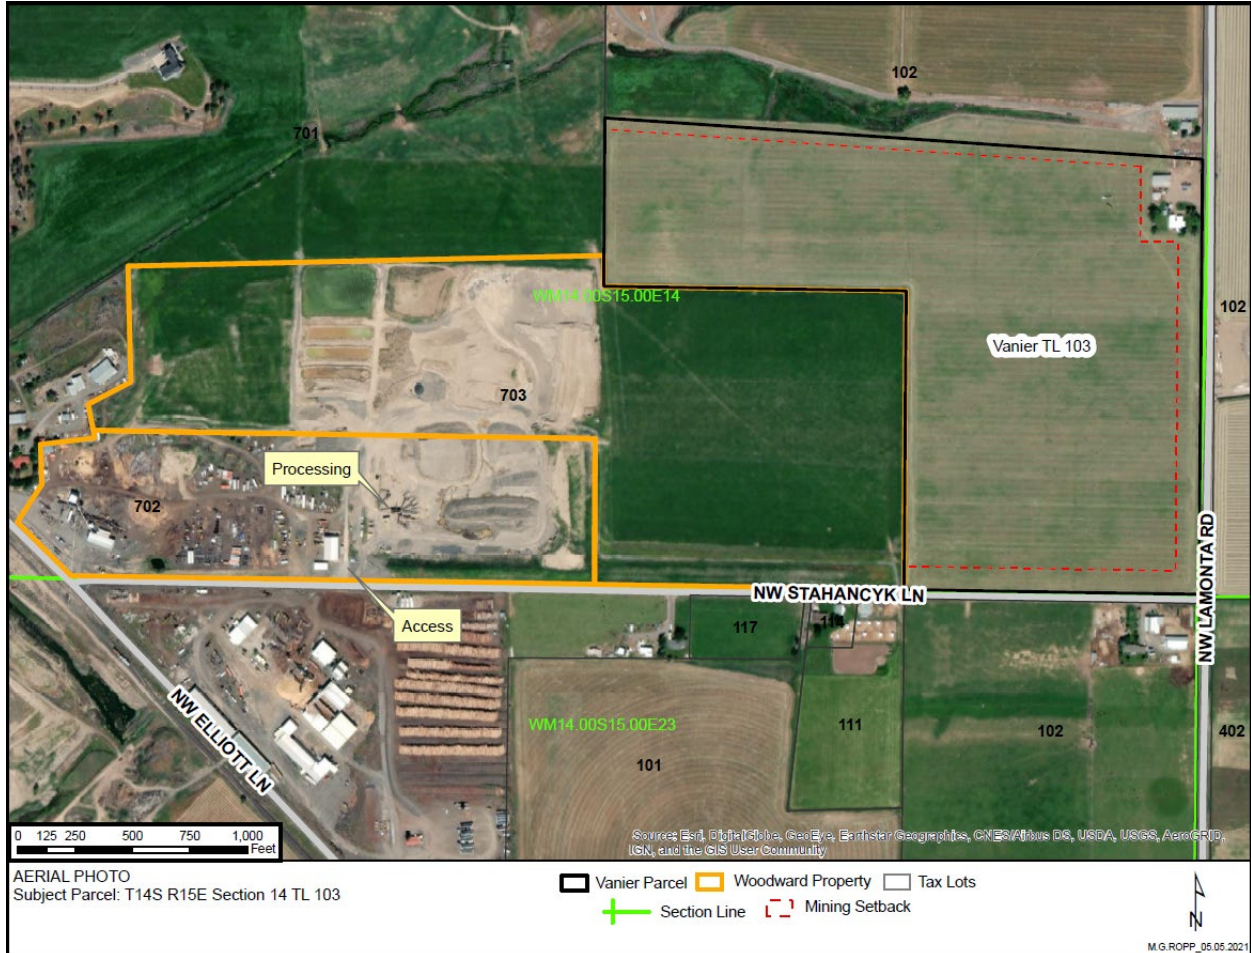 102
701
WM14.00S15.00E14
102
Vanier TL 103
703
Processing
702
NW STAHANCYK LN
NW LAMONTA RD
Access
117
114
NW ELLIOTT LN
WM14.00S15.00E23
111
102
402
101
0 125 250 500 750 1,000
Feet
Source: Esri, DigitalGlobe, GeoEye, Earthstar Geographics, CNES/Airbus DS, USDA, USGS, AeroGRID,
IGN, and the GIS User Community
AERIAL PHOTO
Subject Parcel: T14S R15E Section 14 TL 103
Vanier Parcel Woodward Property Tax Lots
Section Line Mining Setback
N
M.G.ROPP_05.05.2021